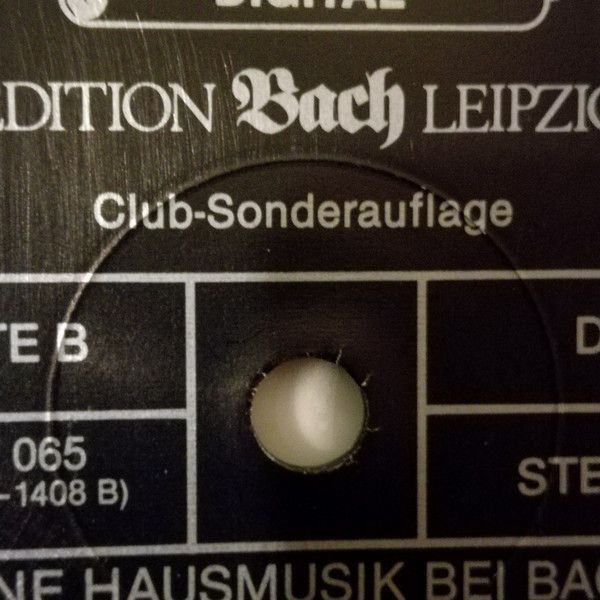 DIGITAL
EDITION Bach LEIPZIG
Club-Sonderauflage
TE B
D
065
-1408 B)
STE
NE HAUSMUSIK BEI BAC